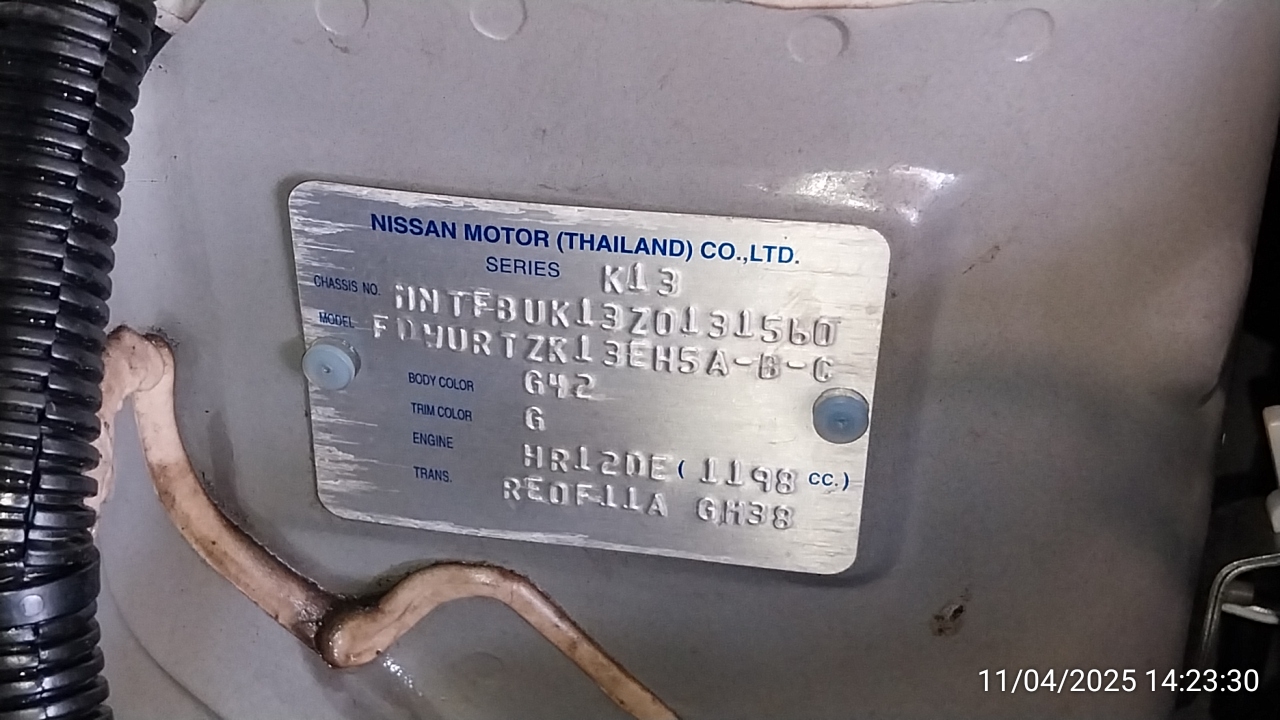 NISSAN MOTOR (THAILAND) CO.,LTD.
SERIES K13
CHASSIS NO. MNTFBUK13Z0131560
MODEL FDYURTZK13EH5A-B-C
BODY COLOR G42
TRIM COLOR G
ENGINE HR12DE ( 1198 CC.)
TRANS. RE0F11A GH38
11/04/2025 14:23:30